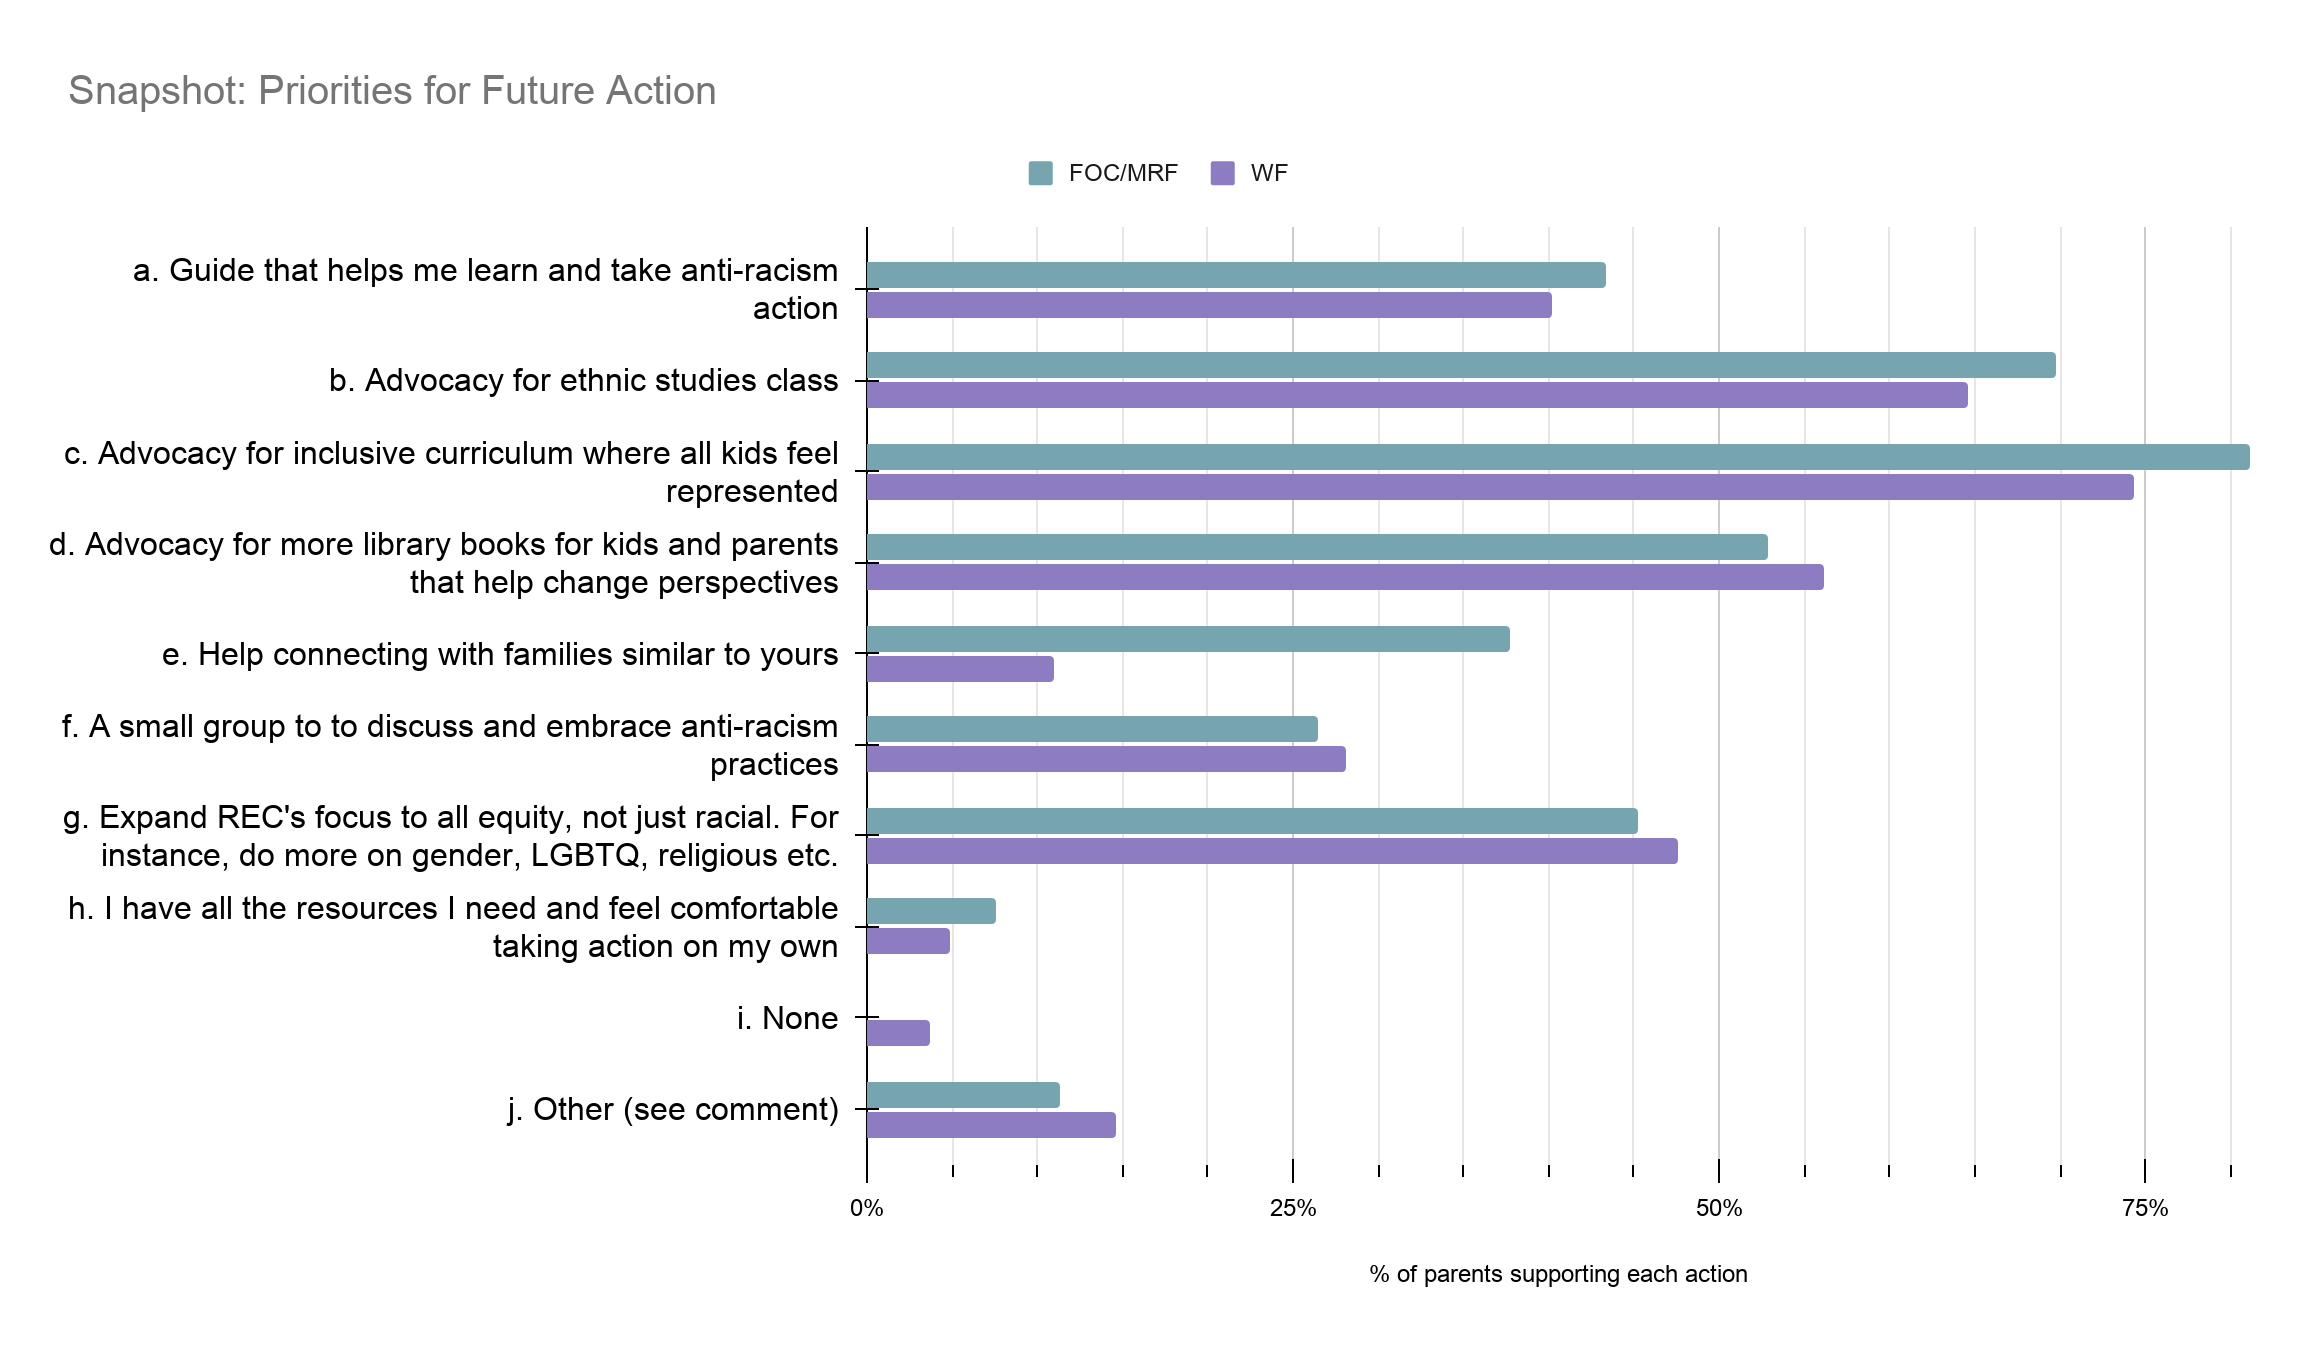 Snapshot: Priorities for Future Action
FOC/MRF
WF
a. Guide that helps me learn and take anti-racism
action
b. Advocacy for ethnic studies class
c. Advocacy for inclusive curriculum where all kids feel
represented
d. Advocacy for more library books for kids and parents
that help change perspectives
e. Help connecting with families similar to yours
f. A small group to to discuss and embrace anti-racism
practices
g. Expand REC's focus to all equity, not just racial. For
instance, do more on gender, LGBTQ, religious etc.
h. I have all the resources I need and feel comfortable
taking action on my own
i. None
j. Other (see comment)
0%
25%
50%
75%
% of parents supporting each action